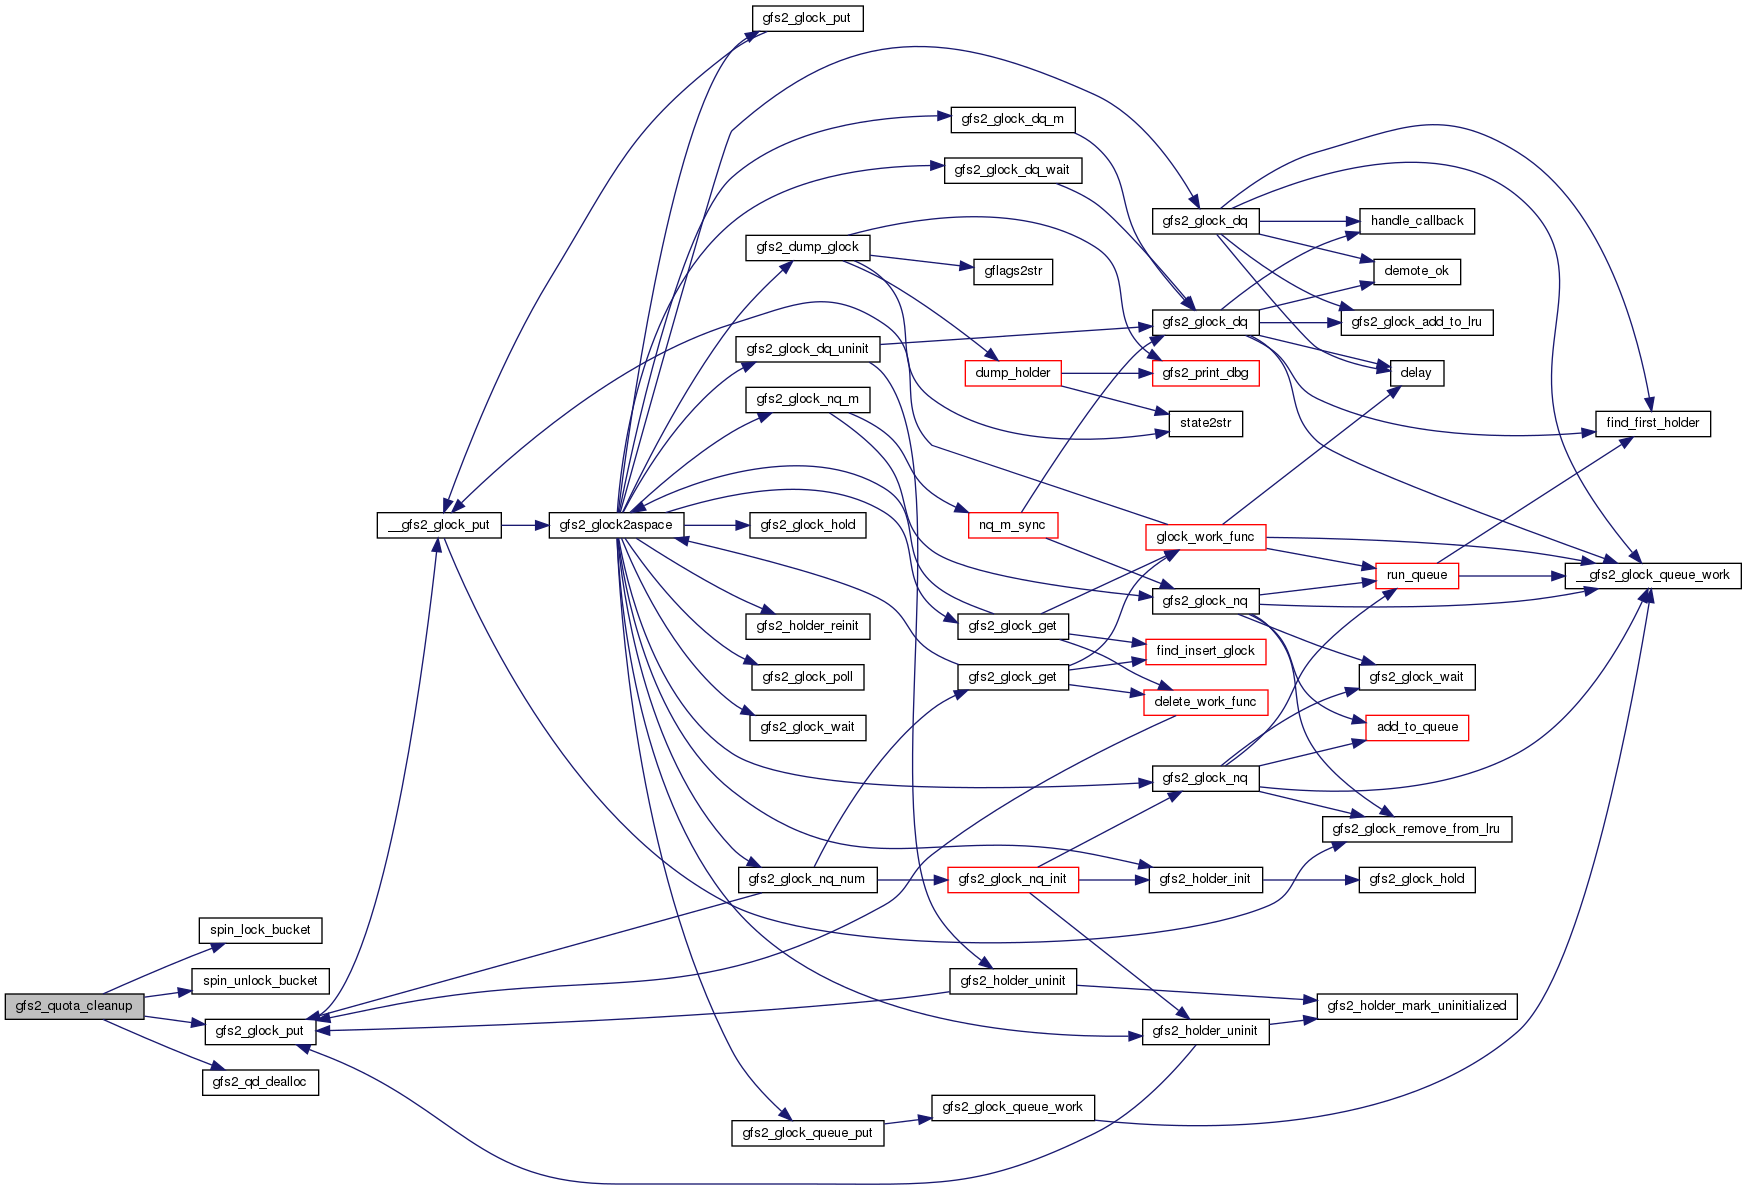 gfs2_glock_put
gfs2_glock_dq_m
gfs2_glock_dq_wait
gfs2_glock_dq
handle_callback
gfs2_dump_glock
gflags2str
demote_ok
gfs2_glock_dq
gfs2_glock_add_to_lru
gfs2_glock_dq_uninit
dump_holder
gfs2_print_dbg
delay
gfs2_glock_nq_m
state2str
find_first_holder
__gfs2_glock_put
gfs2_glock2aspace
gfs2_glock_hold
nq_m_sync
glock_work_func
run_queue
__gfs2_glock_queue_work
gfs2_glock_nq
gfs2_holder_reinit
gfs2_glock_get
find_insert_glock
gfs2_glock_poll
gfs2_glock_get
gfs2_glock_wait
delete_work_func
gfs2_glock_wait
add_to_queue
gfs2_glock_nq
gfs2_glock_remove_from_lru
gfs2_glock_nq_num
gfs2_glock_nq_init
gfs2_holder_init
gfs2_glock_hold
spin_lock_bucket
spin_unlock_bucket
gfs2_holder_uninit
gfs2_quota_cleanup
gfs2_holder_mark_uninitialized
gfs2_glock_put
gfs2_holder_uninit
gfs2_qd_dealloc
gfs2_glock_queue_work
gfs2_glock_queue_put